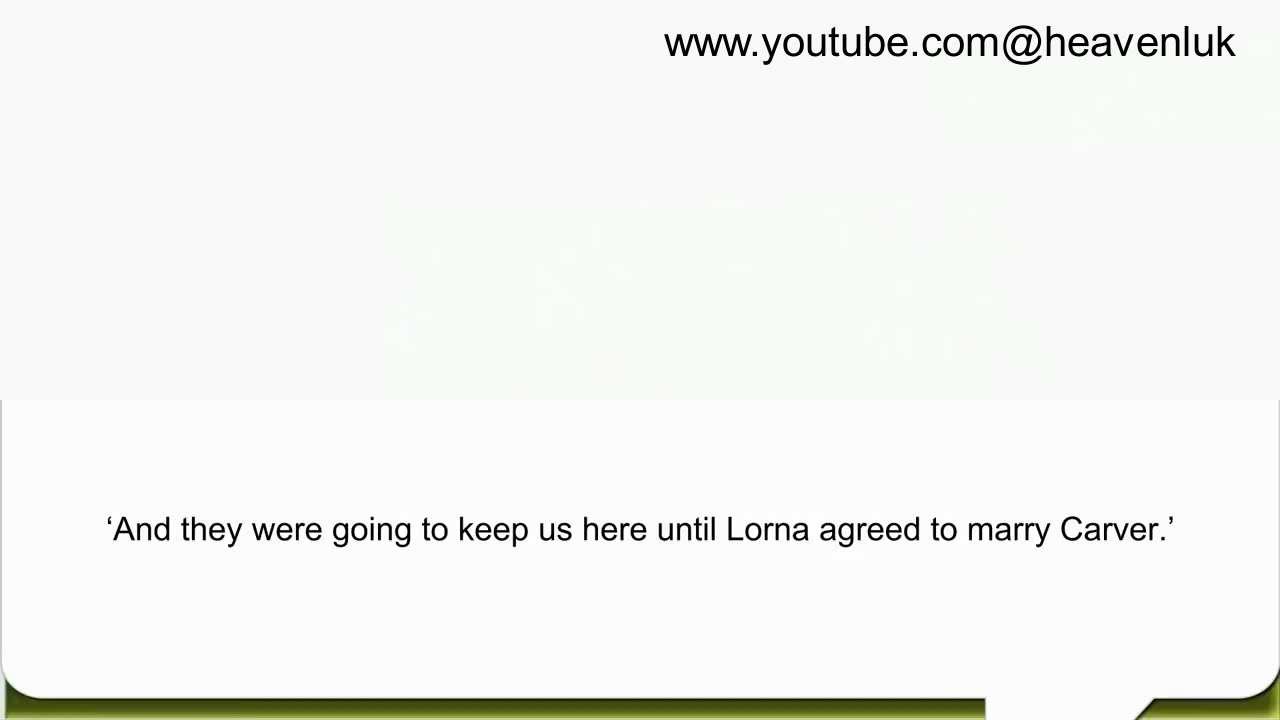 www.youtube.com@heavenluk
‘And they were going to keep us here until Lorna agreed to marry Carver.’